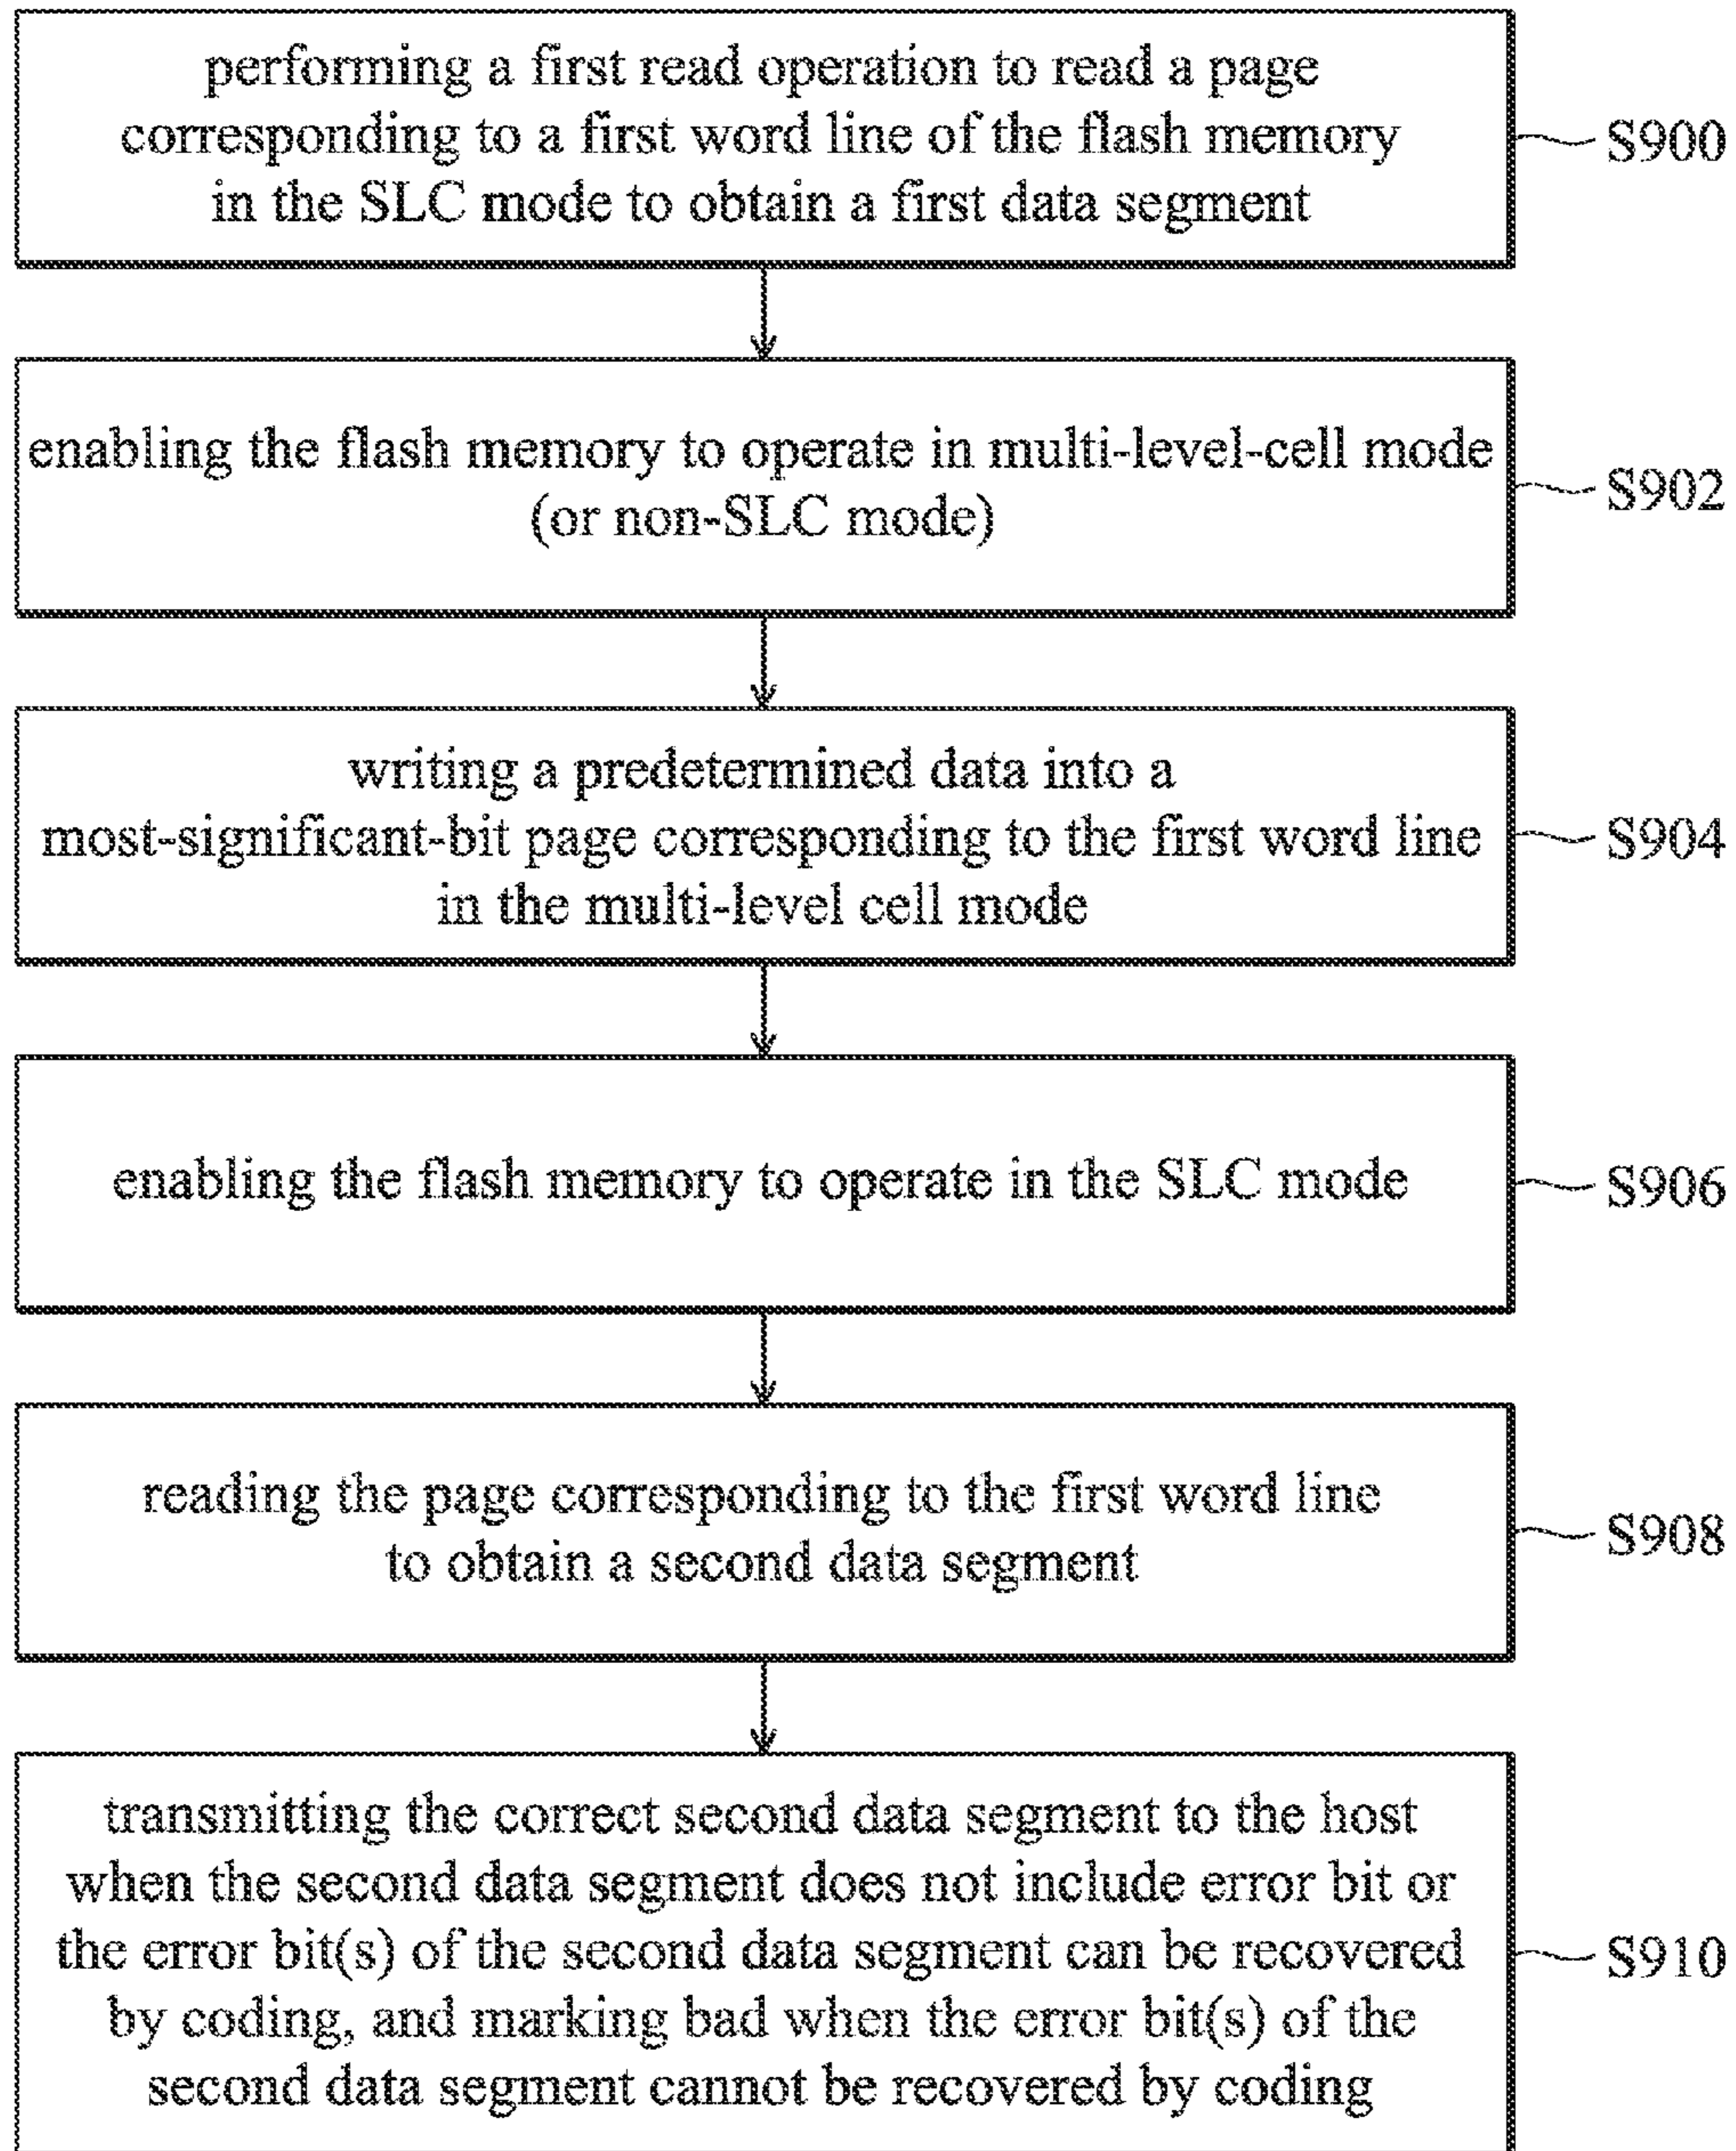 performing a first read operation to read a page
corresponding to a first word line of the flash memory
in the SLC mode to obtain a first data segment
S900
enabling the flash memory to operate in multi-level-cell mode
(or non-SLC mode)
S902
writing a predetermined data into a
most-significant-bit page corresponding to the first word line
in the multi-level cell mode
S904
enabling the flash memory to operate in the SLC mode
S906
reading the page corresponding to the first word line
to obtain a second data segment
S908
transmitting the correct second data segment to the host
when the second data segment does not include error bit or
the error bit(s) of the second data segment can be recovered
by coding, and marking bad when the error bit(s) of the
second data segment cannot be recovered by coding
S910